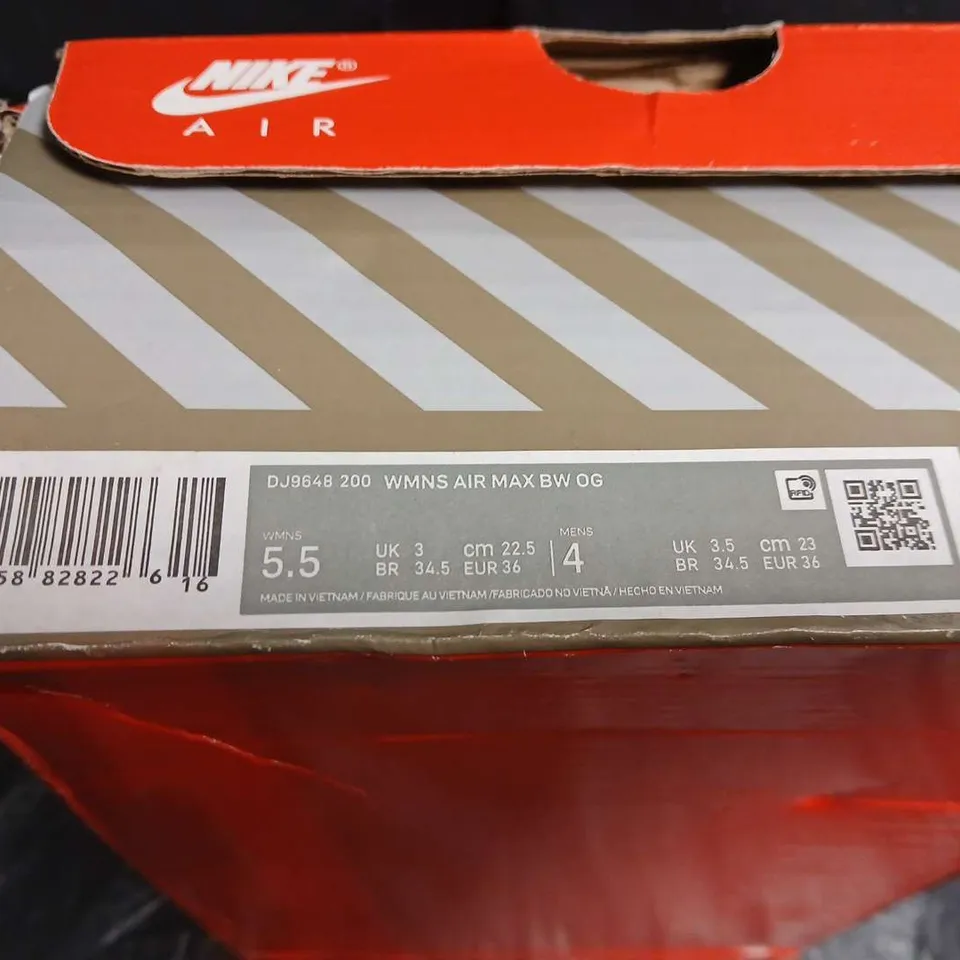 NIKE®
AIR
DJ9648 200 WMNS AIR MAX BW OG
RFID
WMNS
5.5
UK 3 cm 22.5
BR 34.5 EUR 36
MENS
4
UK 3.5 cm 23
BR 34.5 EUR 36
MADE IN VIETNAM / FABRIQUE AU VIETNAM / FABRICADO NO VIETNÃ / HECHO EN VIETNAM
58 82822 6 16